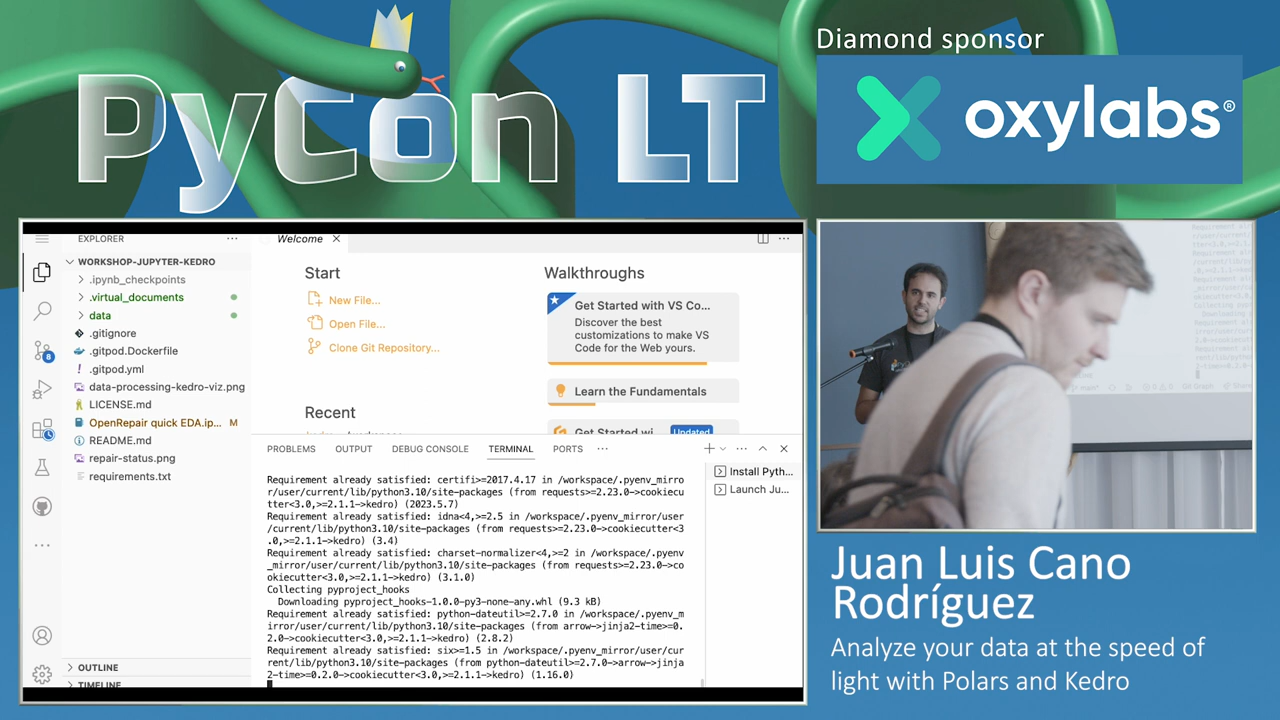 PyCon LT
Diamond sponsor
oxylabs®
EXPLORER
WORKSHOP-JUPYTER-KEDRO
.ipynb_checkpoints
.virtual_documents
data
.gitignore
.gitpod.Dockerfile
.gitpod.yml
data-processing-kedro-viz.png
LICENSE.md
OpenRepair quick EDA.ip... M
README.md
repair-status.png
requirements.txt
OUTLINE
TIMELINE
8
Welcome
Start
New File...
Open File...
Clone Git Repository...
Recent
Walkthroughs
Get Started with VS Co...
Discover the best
customizations to make VS
Code for the Web yours.
Learn the Fundamentals
Get Started wi... Updated
PROBLEMS OUTPUT DEBUG CONSOLE TERMINAL PORTS
Requirement already satisfied: certifi>=2017.4.17 in /workspace/.pyenv_mirro
r/user/current/lib/python3.10/site-packages (from requests>=2.23.0->cookiecu
tter<3.0,>=2.1.1->kedro) (2023.5.7)
Requirement already satisfied: idna<4,>=2.5 in /workspace/.pyenv_mirror/user
/current/lib/python3.10/site-packages (from requests>=2.23.0->cookiecutter<3
.0,>=2.1.1->kedro) (3.4)
Requirement already satisfied: charset-normalizer<4,>=2 in /workspace/.pyenv
_mirror/user/current/lib/python3.10/site-packages (from requests>=2.23.0->co
okiecutter<3.0,>=2.1.1->kedro) (3.1.0)
Collecting pyproject_hooks
Downloading pyproject_hooks-1.0.0-py3-none-any.whl (9.3 kB)
Requirement already satisfied: python-dateutil>=2.7.0 in /workspace/.pyenv_m
irror/user/current/lib/python3.10/site-packages (from arrow->jinja2-time>=0.
2.0->cookiecutter<3.0,>=2.1.1->kedro) (2.8.2)
Requirement already satisfied: six>=1.5 in /workspace/.pyenv_mirror/user/cur
rent/lib/python3.10/site-packages (from python-dateutil>=2.7.0->arrow->jinja
2-time>=0.2.0->cookiecutter<3.0,>=2.1.1->kedro) (1.16.0)
Install Pyth...
Launch Ju...
Juan Luis Cano
Rodríguez
Analyze your data at the speed of
light with Polars and Kedro